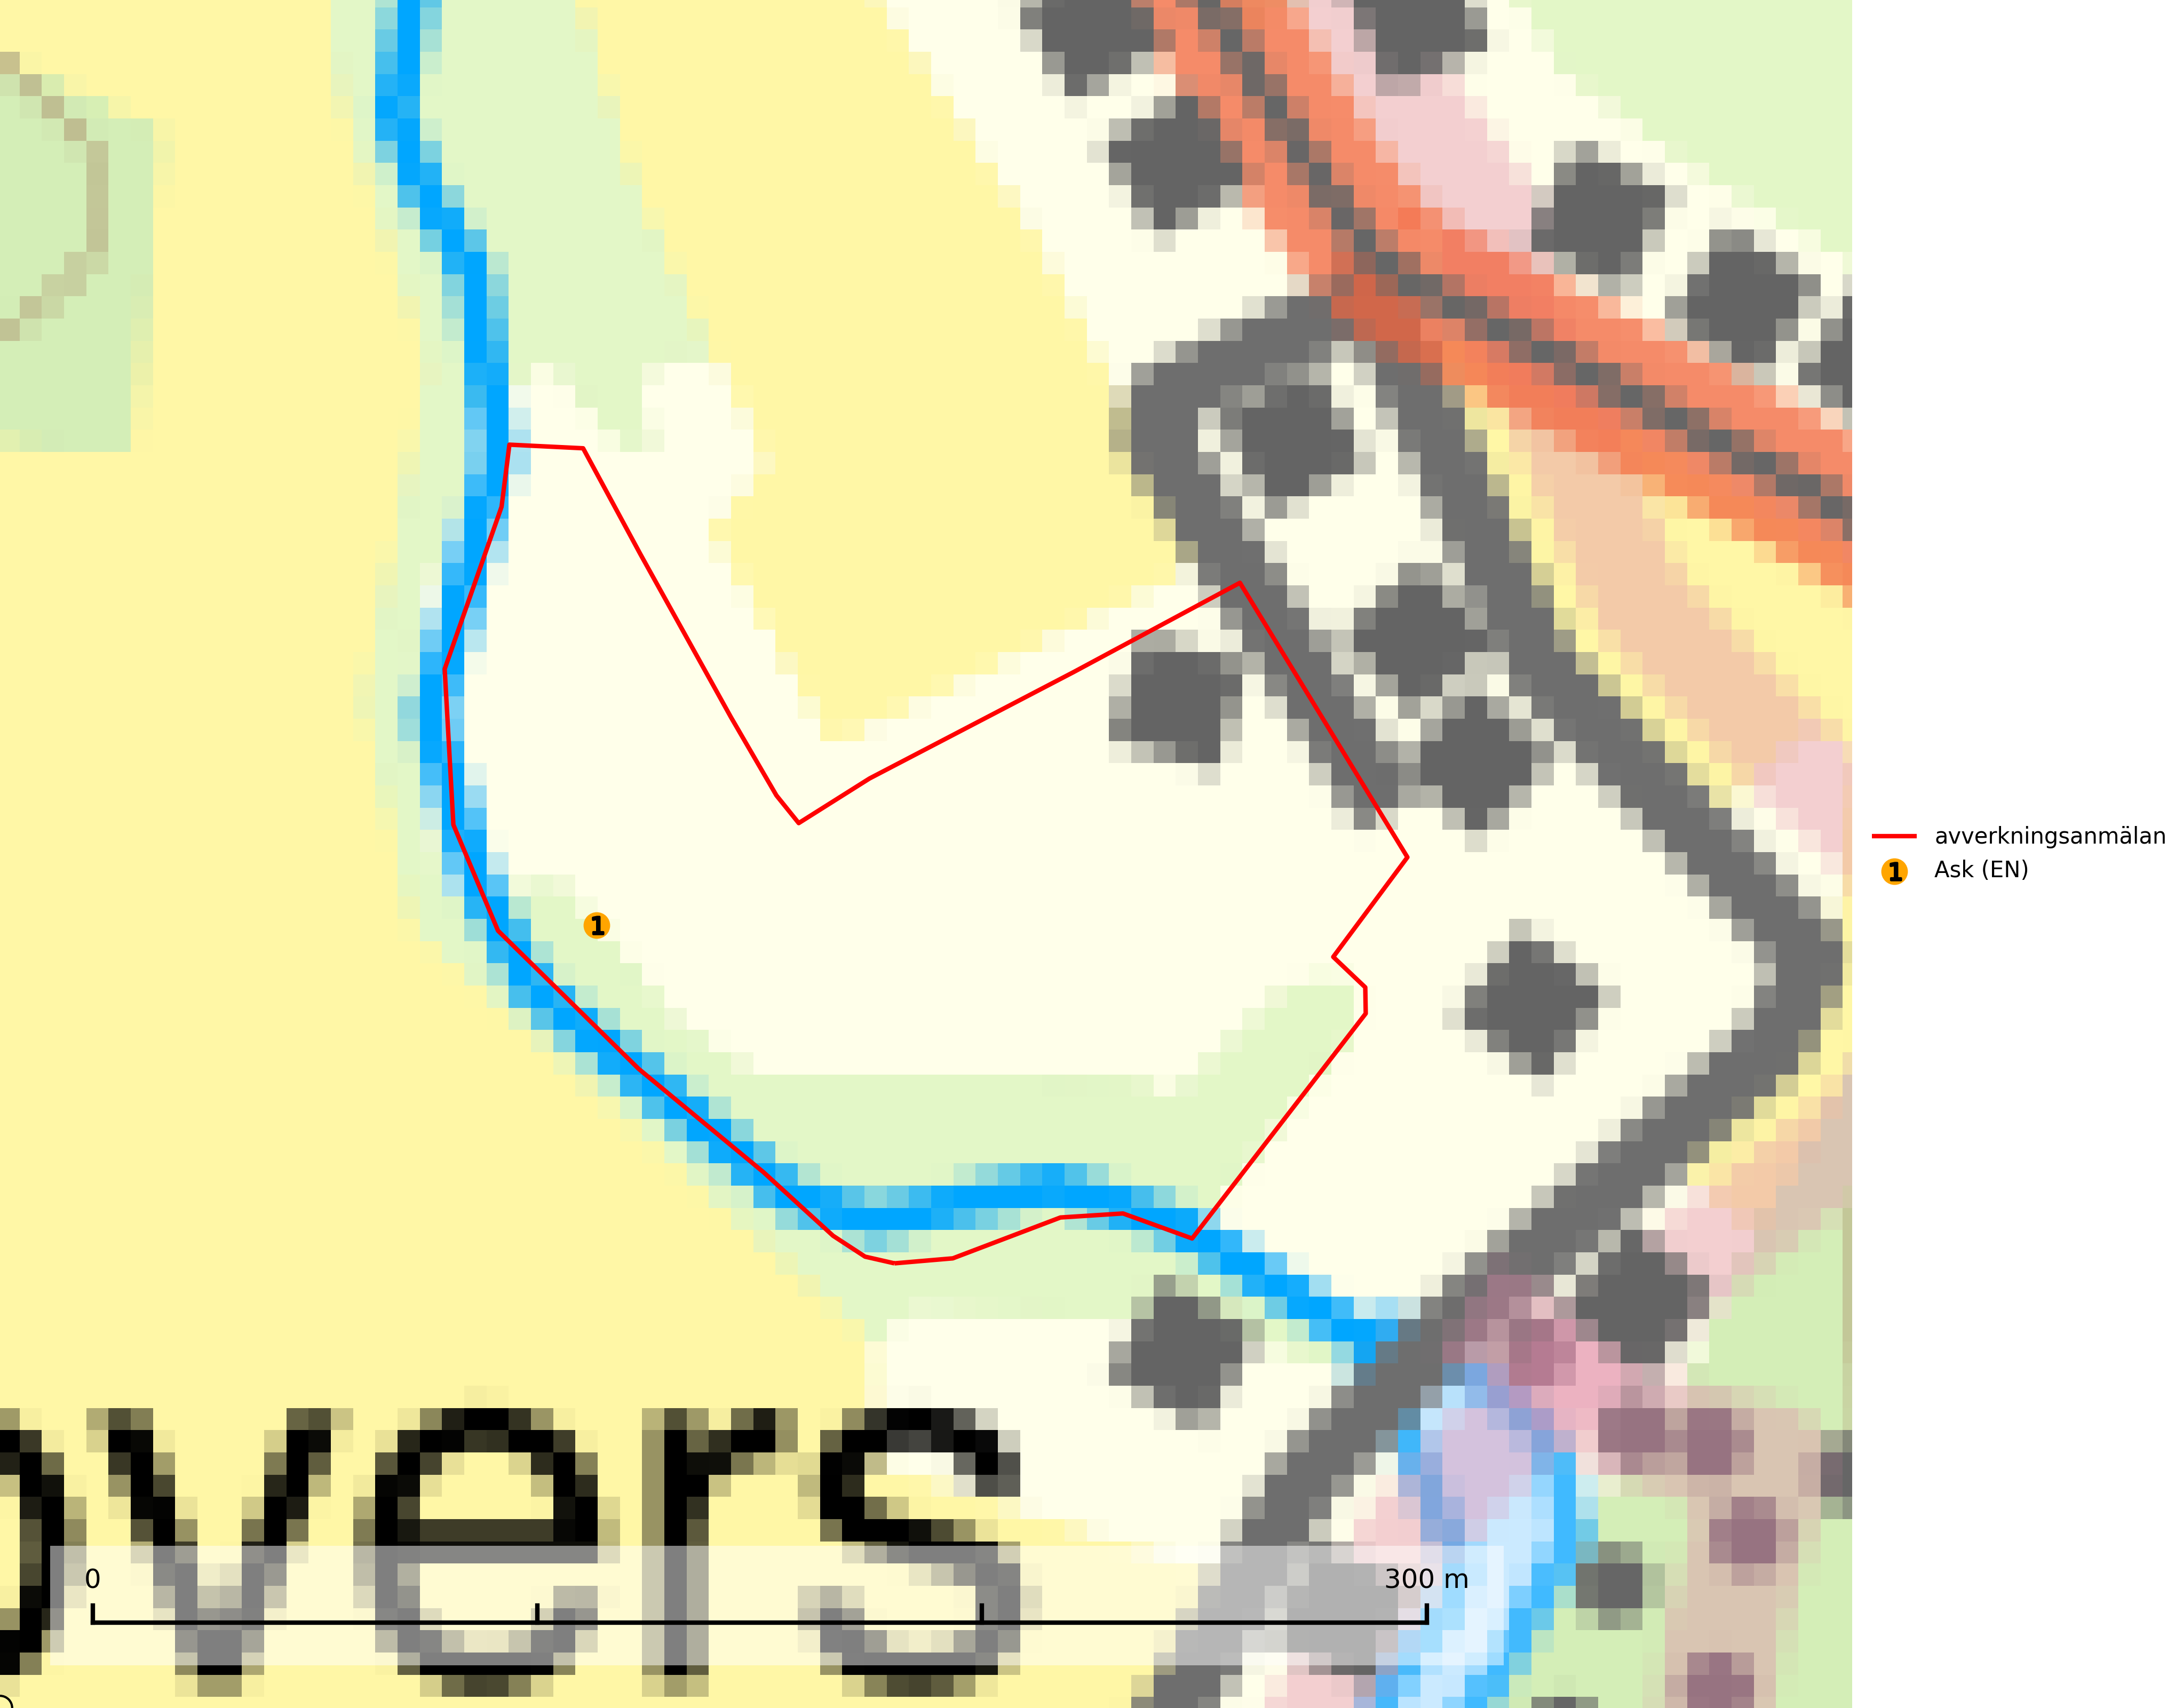 avverkningsanmälan
1 Ask (EN)
1
vers
0 300 m